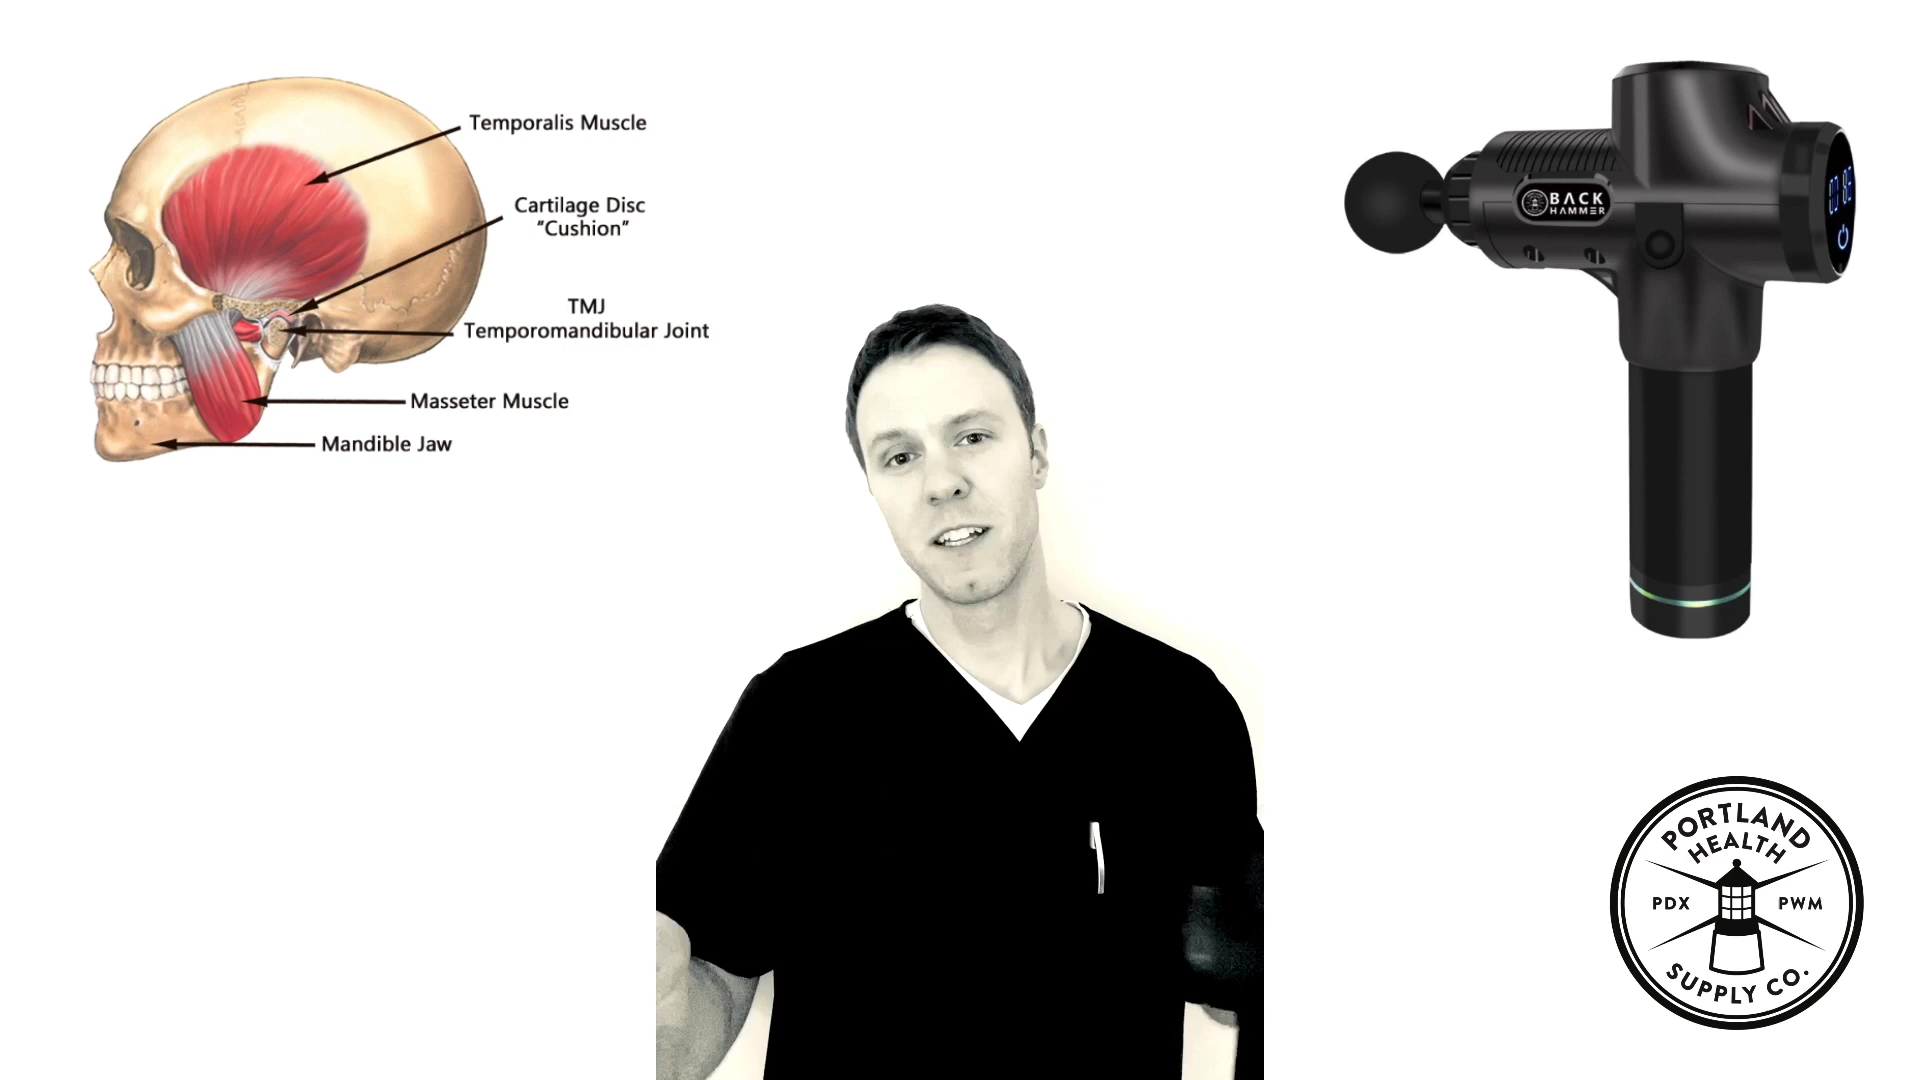 Temporalis Muscle
Cartilage Disc
“Cushion”
TMJ
Temporomandibular Joint
Masseter Muscle
Mandible Jaw
BACK
HAMMER
PORTLAND
HEALTH
PDX PWM
SUPPLY CO.